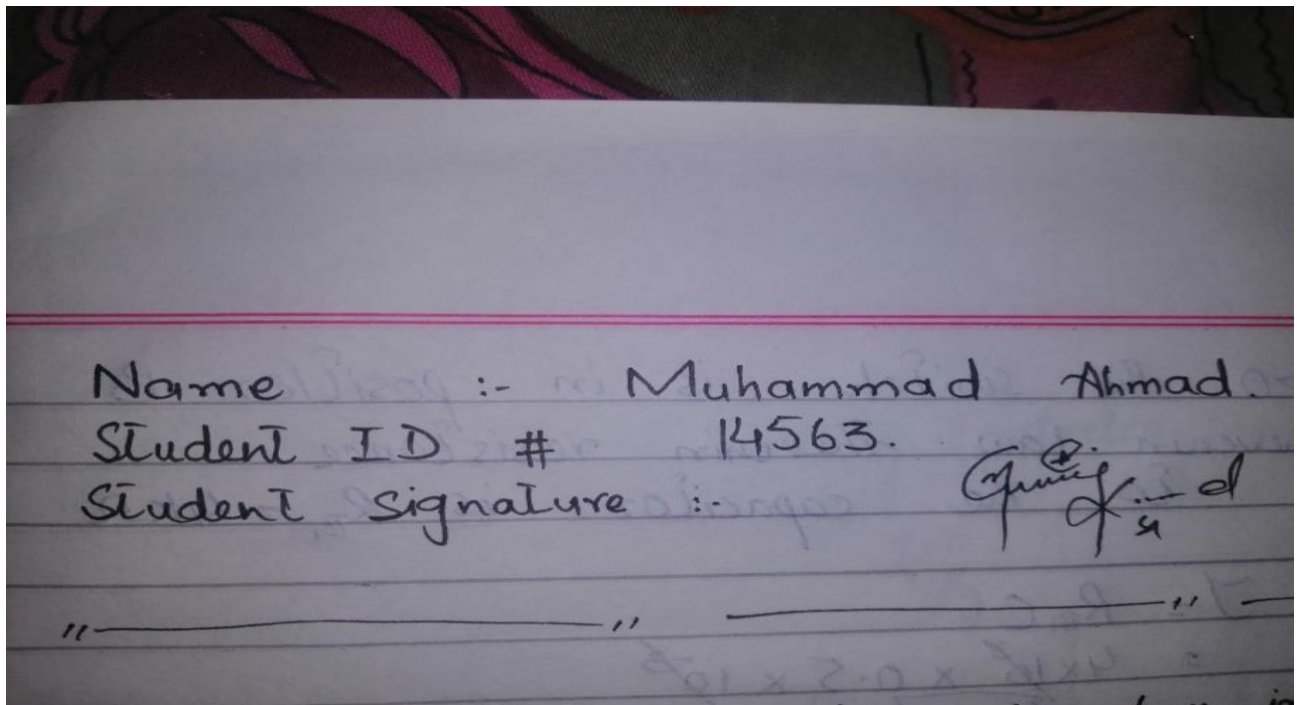 Name :- Muhammad Ahmad.
Student ID # 14563.
Student signature :-